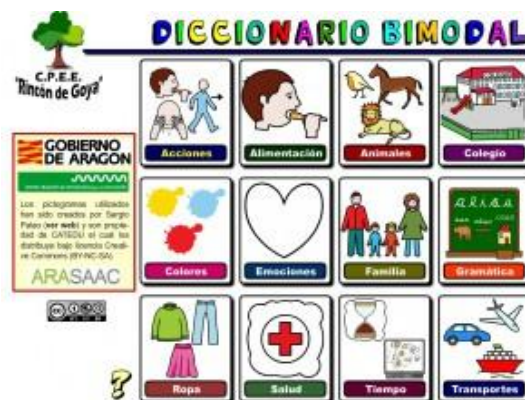 DICCIONARIO BIMODAL
C.P.E.E.
"Rincón de Goya"
Acciones
Alimentación
Animales
Colegio
GOBIERNO
DE ARAGON
Los pictogramas utilizados
han sido creados por Sergio
Palao (ver web) y son propie-
dad de CATEDU el cual los
distribuye bajo licencia Creati-
ve Commons (BY-NC-SA)
ARASAAC
Colores
Emociones
Familia
Gramática
Ropa
Salud
Tiempo
Transportes
?